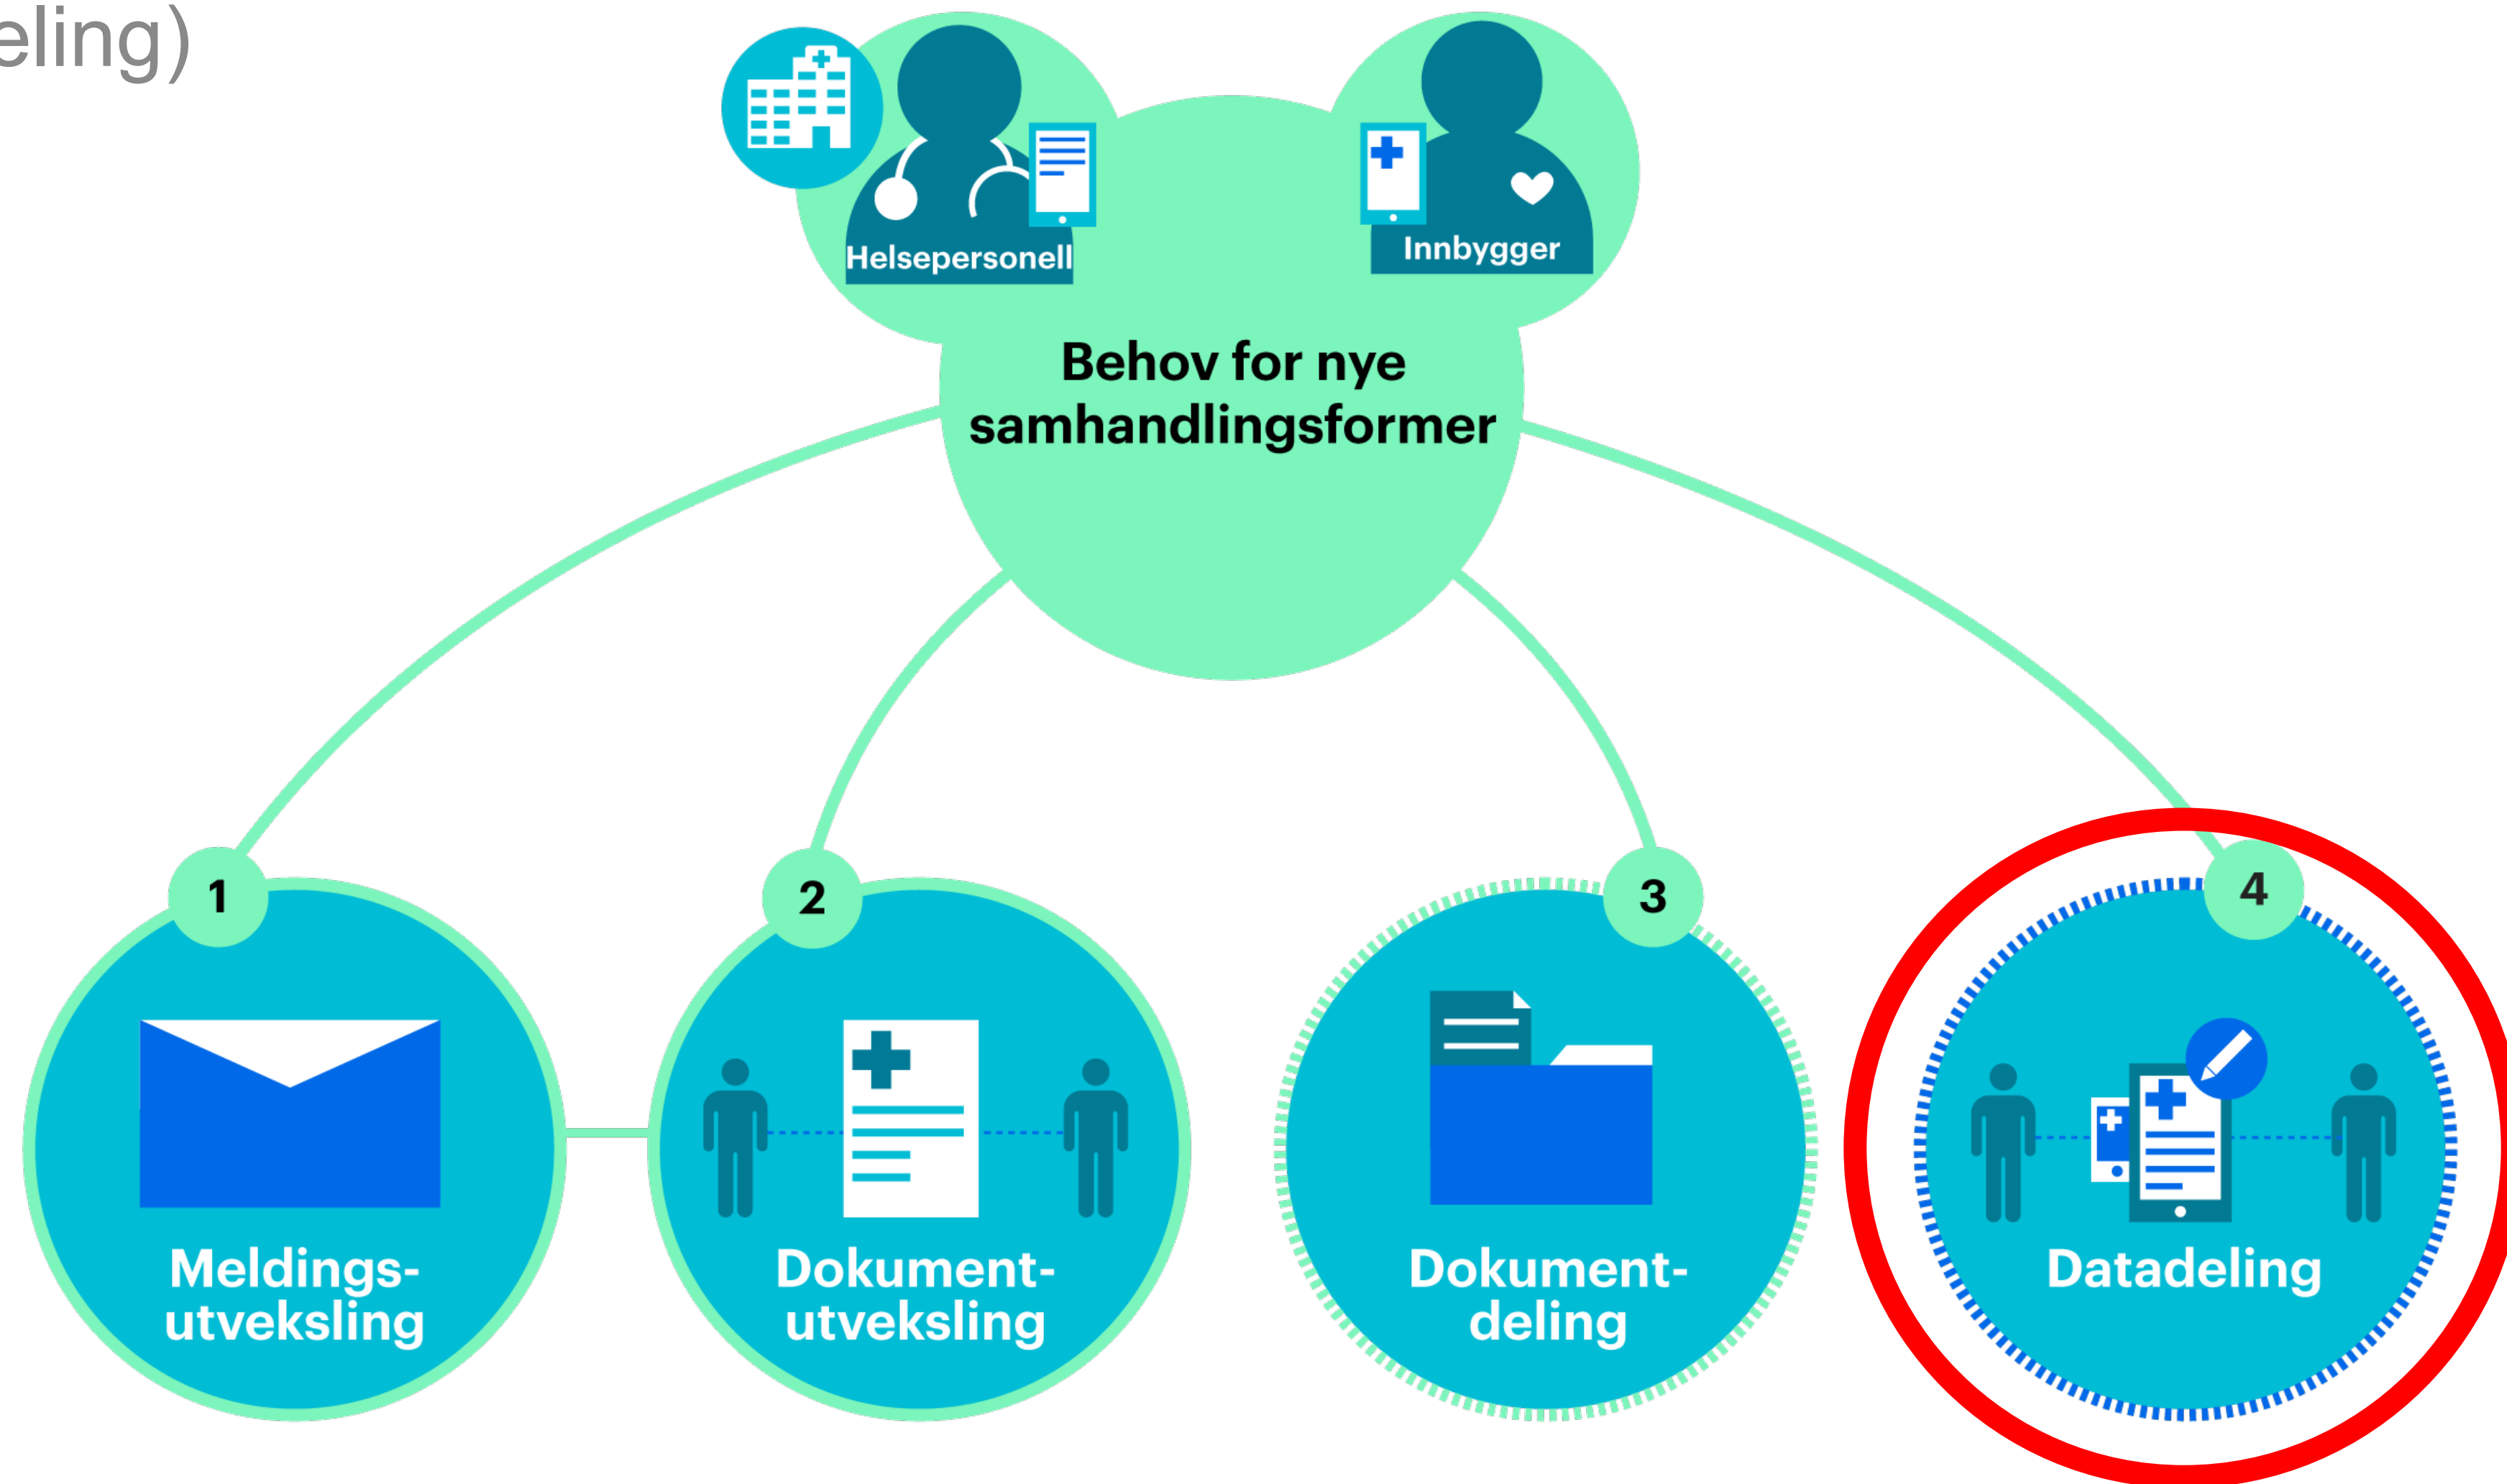 eling)
Helsepersonell
Innbygger
Behov for nye
samhandlingsformer
1
2
3
4
Meldings-
utveksling
Dokument-
utveksling
Dokument-
deling
Datadeling